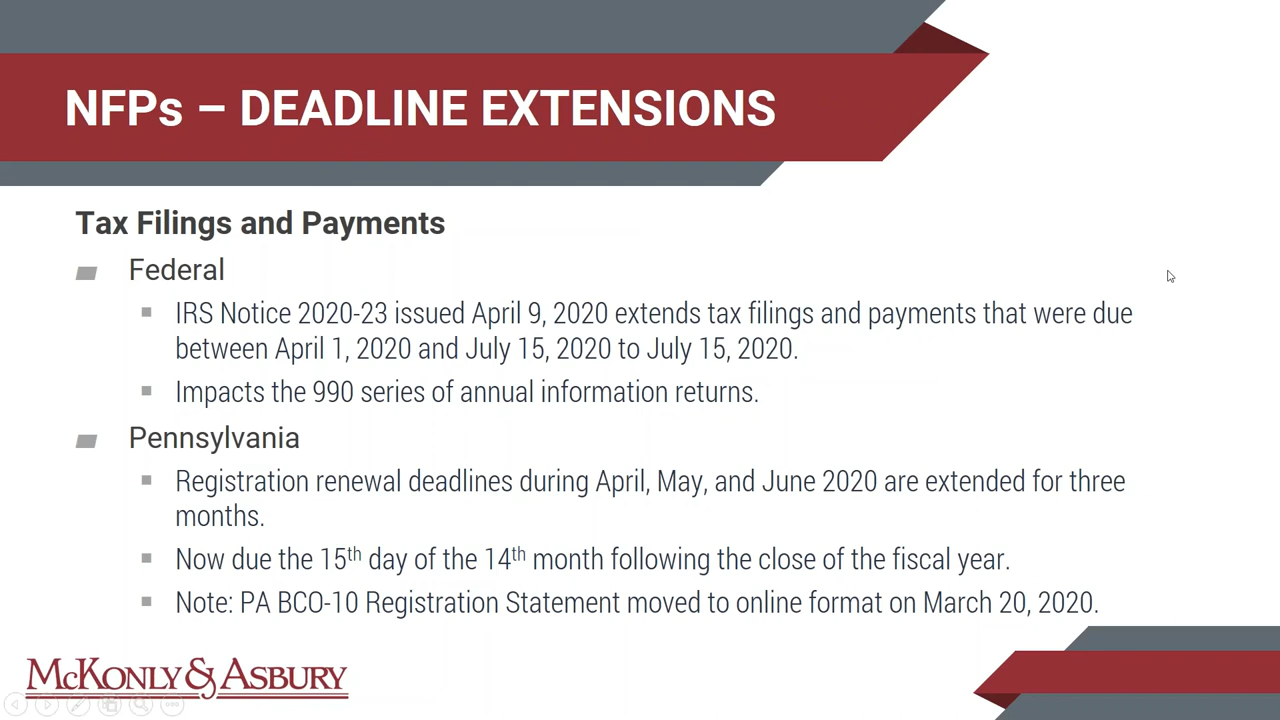 NFPs – DEADLINE EXTENSIONS
Tax Filings and Payments
Federal
IRS Notice 2020-23 issued April 9, 2020 extends tax filings and payments that were due
between April 1, 2020 and July 15, 2020 to July 15, 2020.
Impacts the 990 series of annual information returns.
Pennsylvania
Registration renewal deadlines during April, May, and June 2020 are extended for three
months.
Now due the 15th day of the 14th month following the close of the fiscal year.
Note: PA BCO-10 Registration Statement moved to online format on March 20, 2020.
McKonly & Asbury